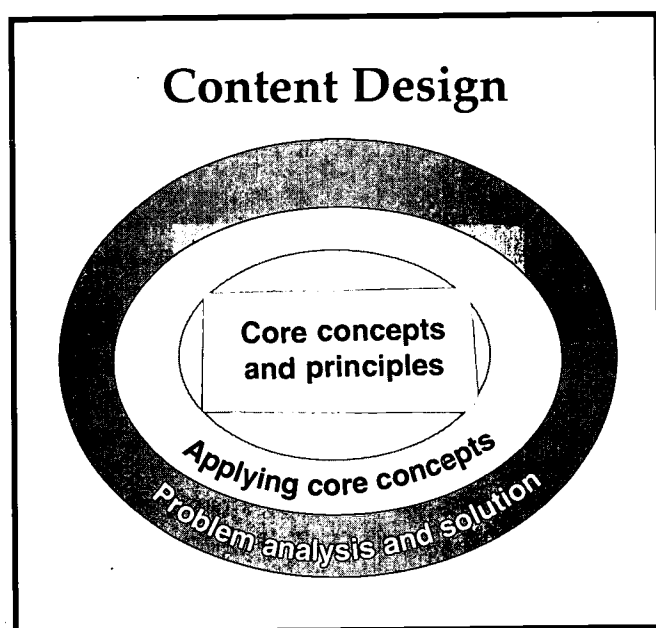 Content Design
Core concepts
and principles
Applying core concepts
Problem analysis and solution